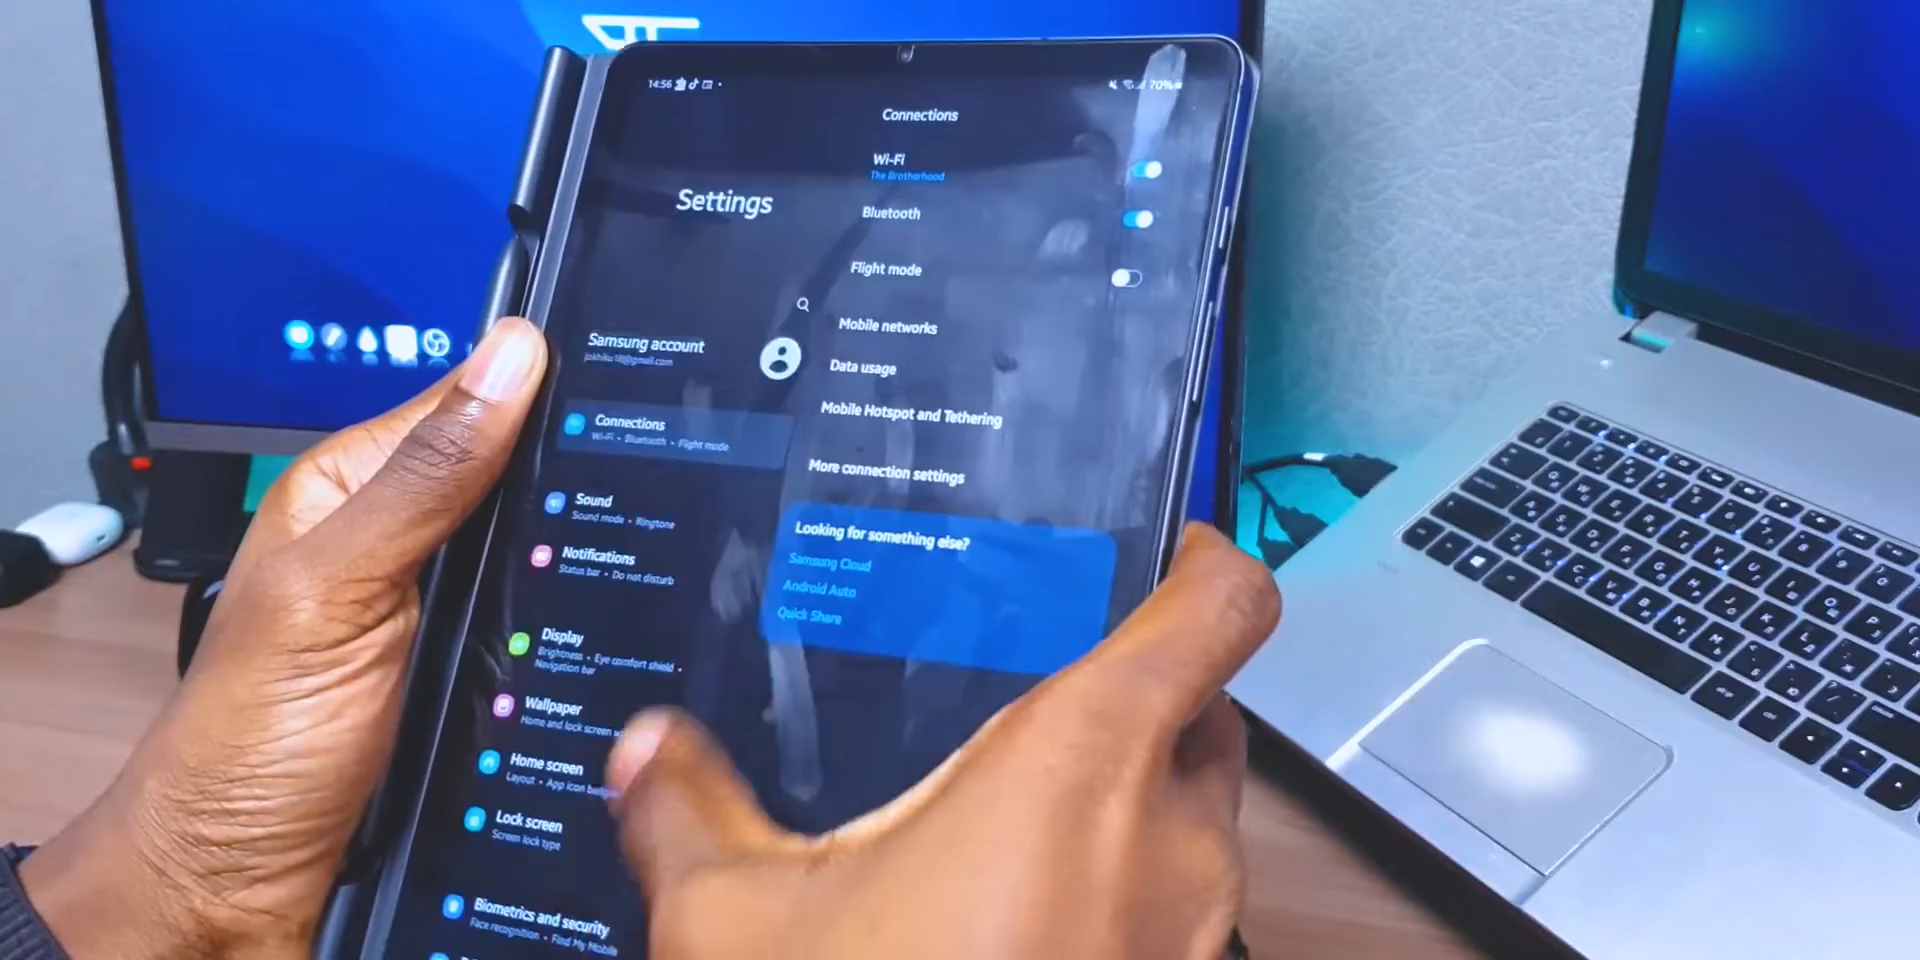 14:56
70%
Connections
Wi-Fi
The Brotherhood
Settings
Bluetooth
Flight mode
Mobile networks
Samsung account
Data usage
Mobile Hotspot and Tethering
Connections
Wi-Fi • Bluetooth • Flight mode
More connection settings
Sound
Sound mode • Ringtone
Looking for something else?
Samsung Cloud
Android Auto
Quick Share
Notifications
Status bar • Do not disturb
Display
Brightness • Eye comfort shield •
Navigation bar
Wallpaper
Home and lock screen
Home screen
Layout • App icon
Lock screen
Screen lock type
Biometrics and security
Face recognition • Find My Mobile